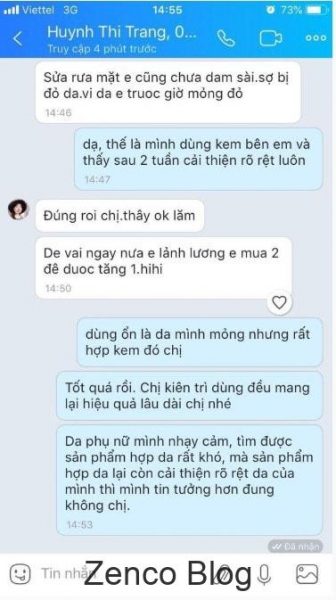 Viettel 3G
14:55
73%
Huynh Thi Trang, 0...
Truy cập 4 phút trước
Sửa rưa mặt e cũng chưa dam sài.sợ bị
đỏ da.vi da e truoc giờ mỏng đỏ
14:46
dạ, thế là mình dùng kem bên em và
thấy sau 2 tuần cải thiện rõ rệt luôn
14:47
Đúng roi chị.thây ok lăm
De vai ngay nưa e lảnh lương e mua 2
đê duoc tăng 1.hihi
14:50
dùng ổn là da mình mỏng nhưng rất
hợp kem đó chị
Tốt quá rồi. Chị kiên trì dùng đều mang
lại hiệu quả lâu dài chị nhé
Da phụ nữ mình nhạy cảm, tìm được
sản phẩm hợp da rất khó, mà sản phẩm
hợp da lại còn cải thiện rõ rệt da của
mình thì mình tin tưởng hơn đung
không chị.
14:53
Đã nhận
Tin nhắn
Zenco Blog